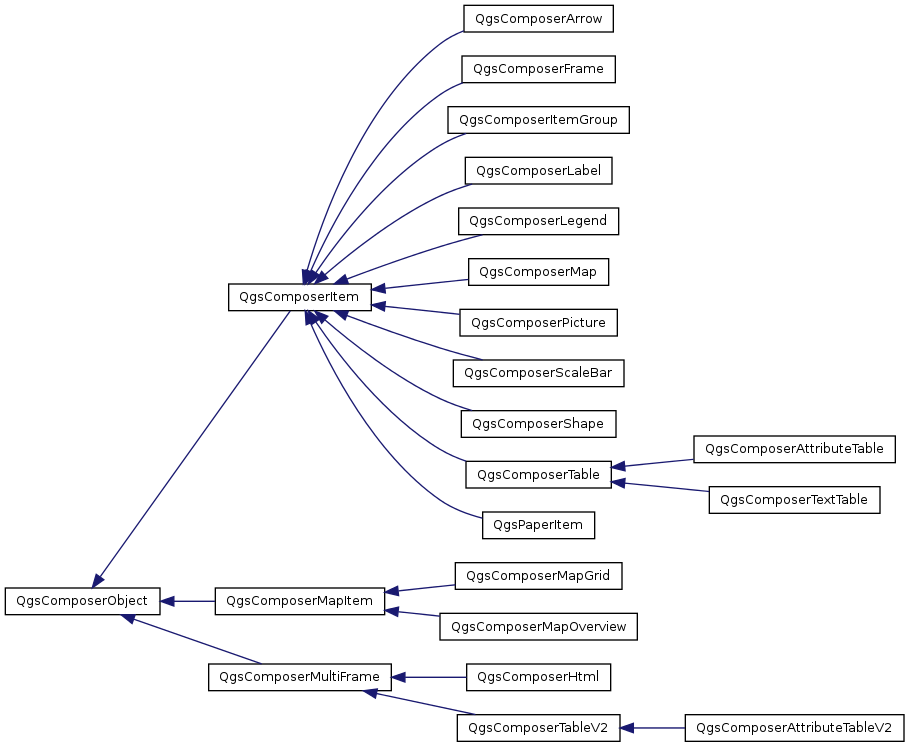 QgsComposerArrow
QgsComposerFrame
QgsComposerItemGroup
QgsComposerLabel
QgsComposerLegend
QgsComposerMap
QgsComposerItem
QgsComposerPicture
QgsComposerScaleBar
QgsComposerShape
QgsComposerAttributeTable
QgsComposerTable
QgsComposerTextTable
QgsPaperItem
QgsComposerMapGrid
QgsComposerObject
QgsComposerMapItem
QgsComposerMapOverview
QgsComposerMultiFrame
QgsComposerHtml
QgsComposerTableV2
QgsComposerAttributeTableV2